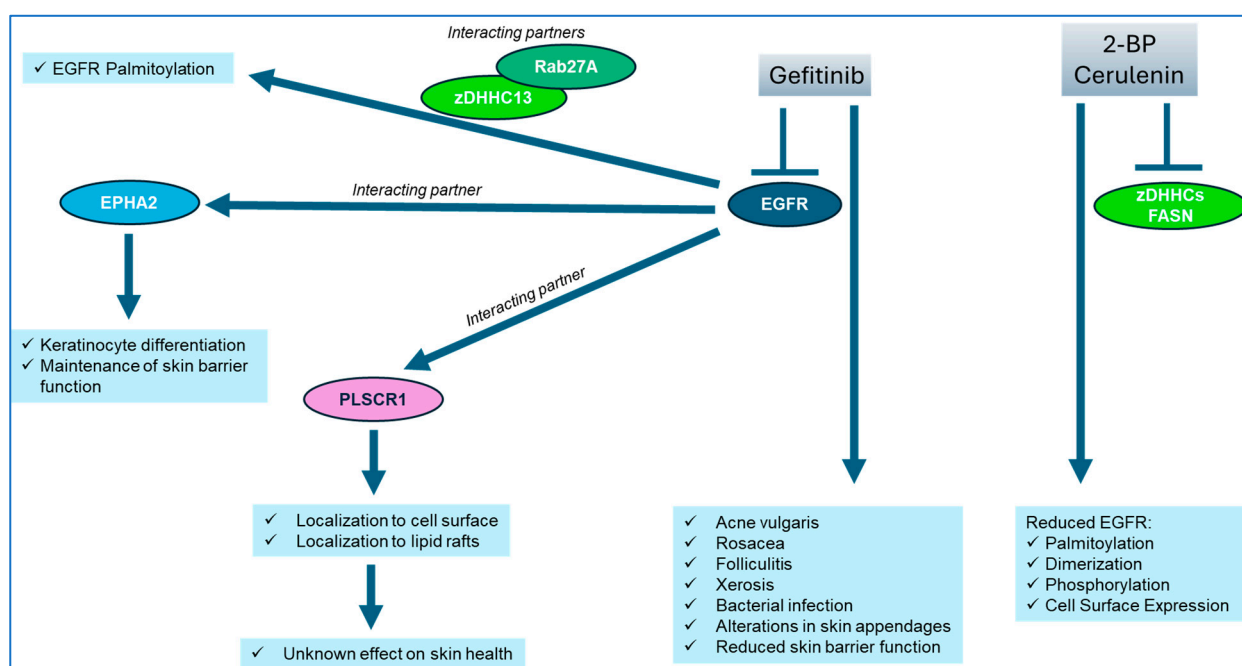 Interacting partners
Rab27A
zDHHC13
✓ EGFR Palmitoylation
Gefitinib
2-BP
Cerulenin
Interacting partner
EPHA2
EGFR
zDHHCs
FASN
Interacting partner
✓ Keratinocyte differentiation
✓ Maintenance of skin barrier
function
PLSCR1
✓ Localization to cell surface
✓ Localization to lipid rafts
✓ Unknown effect on skin health
✓ Acne vulgaris
✓ Rosacea
✓ Folliculitis
✓ Xerosis
✓ Bacterial infection
✓ Alterations in skin appendages
✓ Reduced skin barrier function
Reduced EGFR:
✓ Palmitoylation
✓ Dimerization
✓ Phosphorylation
✓ Cell Surface Expression